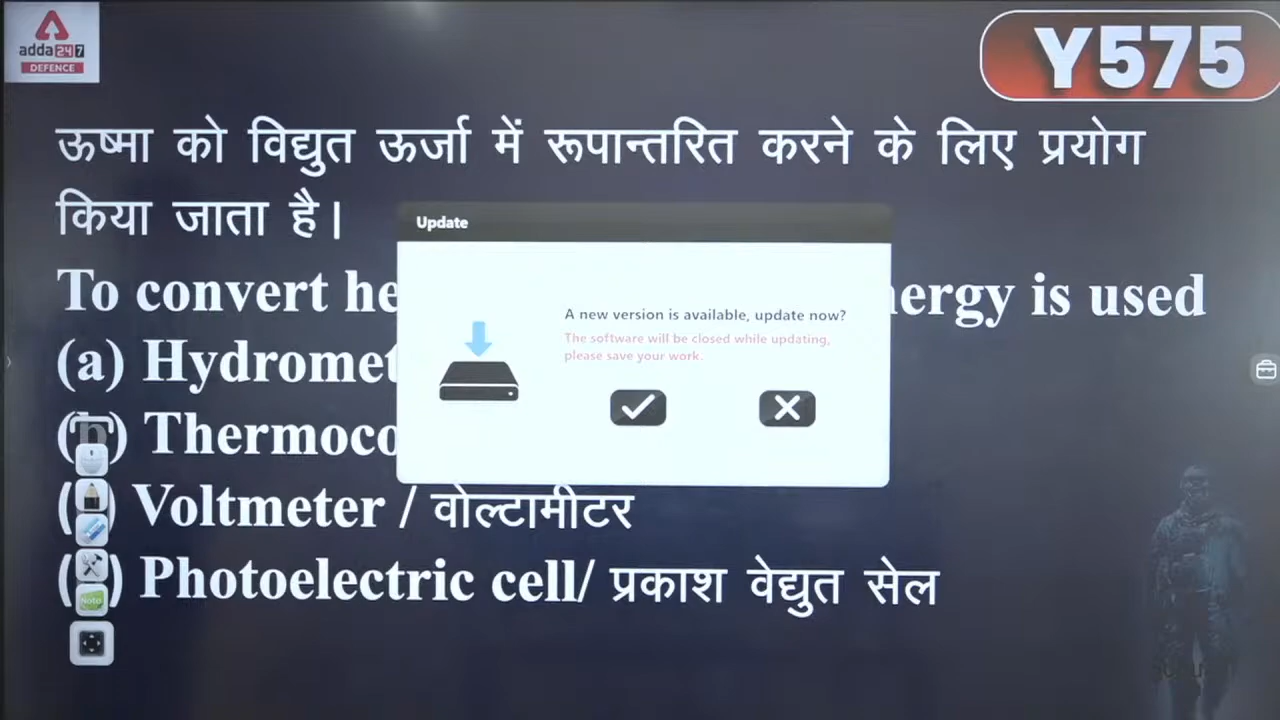 adda247
DEFENCE
Y575
ऊष्मा को विद्युत ऊर्जा में रूपान्तरित करने के लिए प्रयोग
किया जाता है।
To convert he
nergy is used
(a) Hydromet
(b) Thermoco
Voltmeter / वोल्टामीटर
Photoelectric cell/ प्रकाश वेद्युत सेल
Update
A new version is available, update now?
The software will be closed while updating,
please save your work.
Note